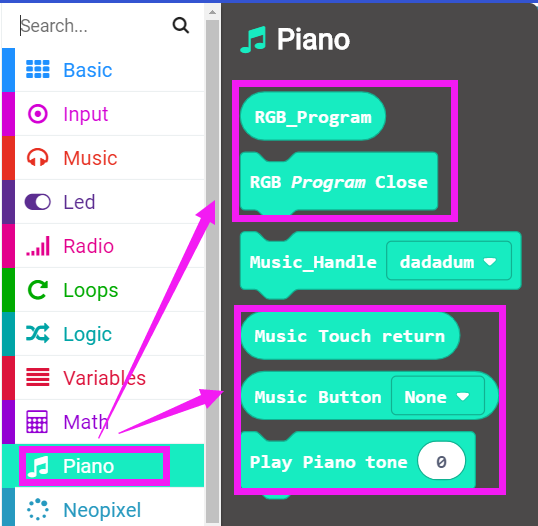 Search...
Basic
Input
Music
Led
Radio
Loops
Logic
Variables
Math
Piano
Neopixel
Piano
RGB_Program
RGB Program Close
Music_Handle dadadum
Music Touch return
Music Button None
Play Piano tone 0